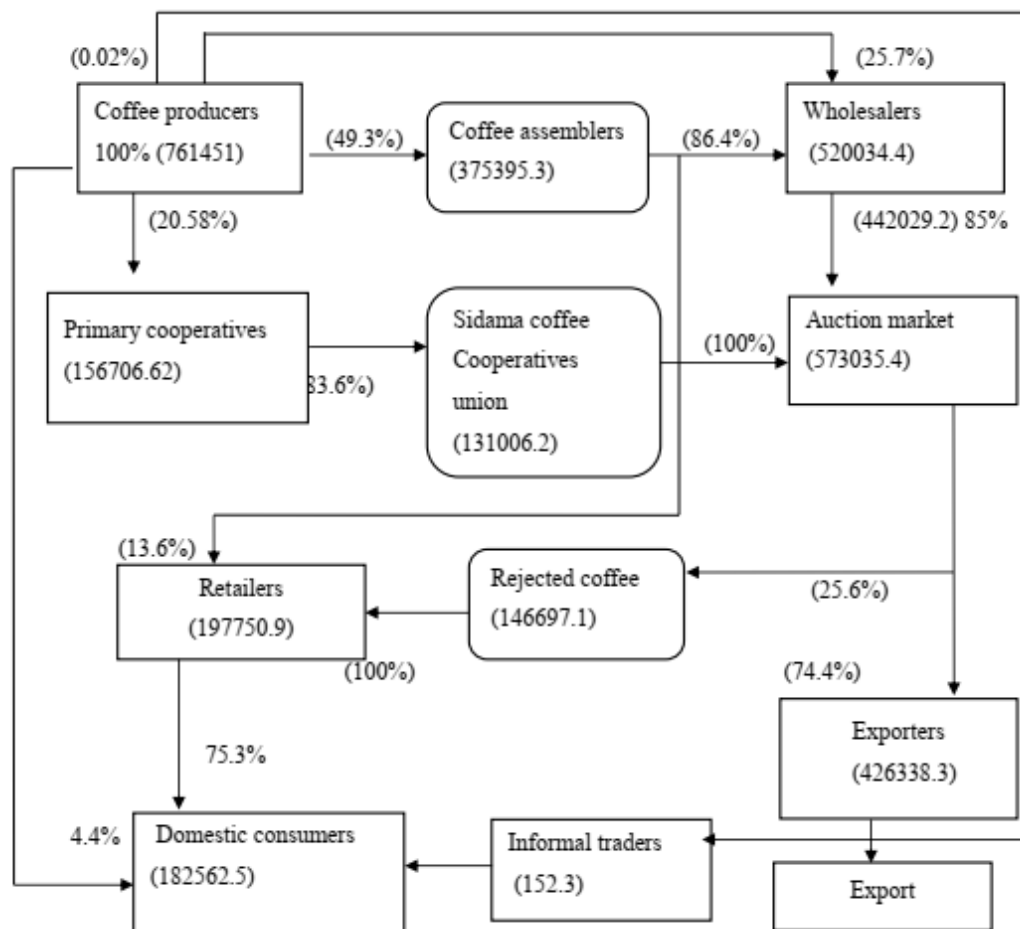 (0.02%)
(25.7%)
Coffee producers
100% (761451)
(49.3%)
Coffee assemblers
(375395.3)
(86.4%)
Wholesalers
(520034.4)
(20.58%)
(442029.2) 85%
Primary cooperatives
(156706.62)
83.6%)
Sidama coffee
Cooperatives
union
(131006.2)
(100%)
Auction market
(573035.4)
(13.6%)
Retailers
(197750.9)
(100%)
Rejected coffee
(146697.1)
(25.6%)
(74.4%)
Exporters
(426338.3)
75.3%
4.4%
Domestic consumers
(182562.5)
Informal traders
(152.3)
Export